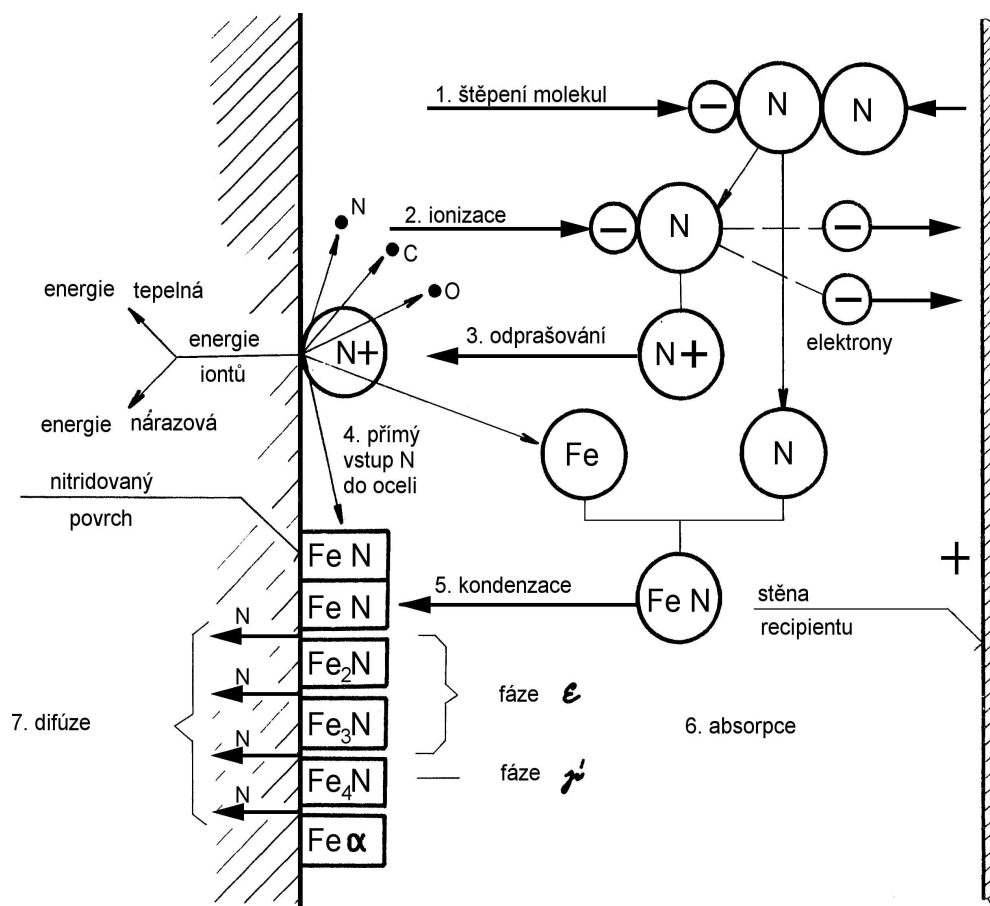 1. štěpení molekul
−
N
N
N
2. ionizace
−
N
−
C
O
−
energie tepelná
energie
iontů
N+
3. odprašování
N+
elektrony
energie nárazová
4. přímý
vstup N
do oceli
Fe
N
nitridovaný
povrch
Fe N
+
Fe N
5. kondenzace
Fe N
stěna
recipientu
N
Fe₂N
N
fáze ε
7. difúze
Fe₃N
6. absorpce
N
Fe₄N
fáze γ'
N
Fe α